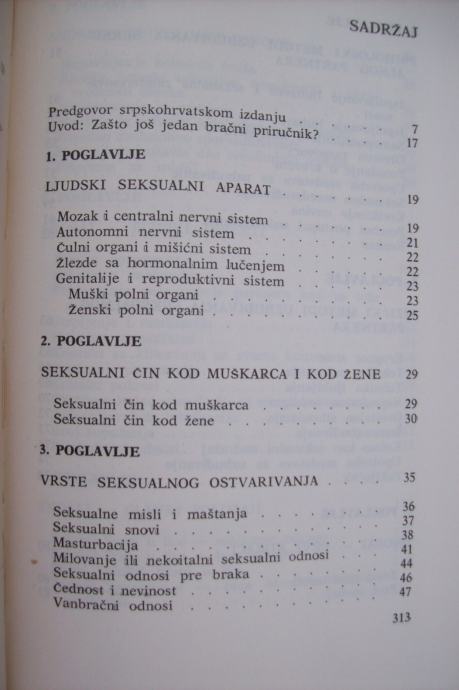 SADRŽAJ
Predgovor srpskohrvatskom izdanju . . . . . . 7
Uvod: Zašto još jedan bračni priručnik? . . . . 17
1. POGLAVLJE
LJUDSKI SEKSUALNI APARAT . . . . . . 19
Mozak i centralni nervni sistem . . . . . . 19
Autonomni nervni sistem . . . . . . 21
Čulni organi i mišićni sistem . . . . . . 22
Žlezde sa hormonalnim lučenjem . . . . . . 22
Genitalije i reproduktivni sistem . . . . . . 23
Muški polni organi . . . . . . 23
Ženski polni organi . . . . . . 25
2. POGLAVLJE
SEKSUALNI ČIN KOD MUŠKARCA I KOD ŽENE 29
Seksualni čin kod muškarca . . . . . . 29
Seksualni čin kod žene . . . . . . 30
3. POGLAVLJE
VRSTE SEKSUALNOG OSTVARIVANJA . . . . 35
Seksualne misli i maštanja . . . . . . 36
Seksualni snovi . . . . . . 37
Masturbacija . . . . . . 38
Milovanje ili nekoitalni seksualni odnosi . . . 41
Seksualni odnosi pre braka . . . . . . 44
Čednost i nevinost . . . . . . 46
Vanbračni odnosi . . . . . . 47
313